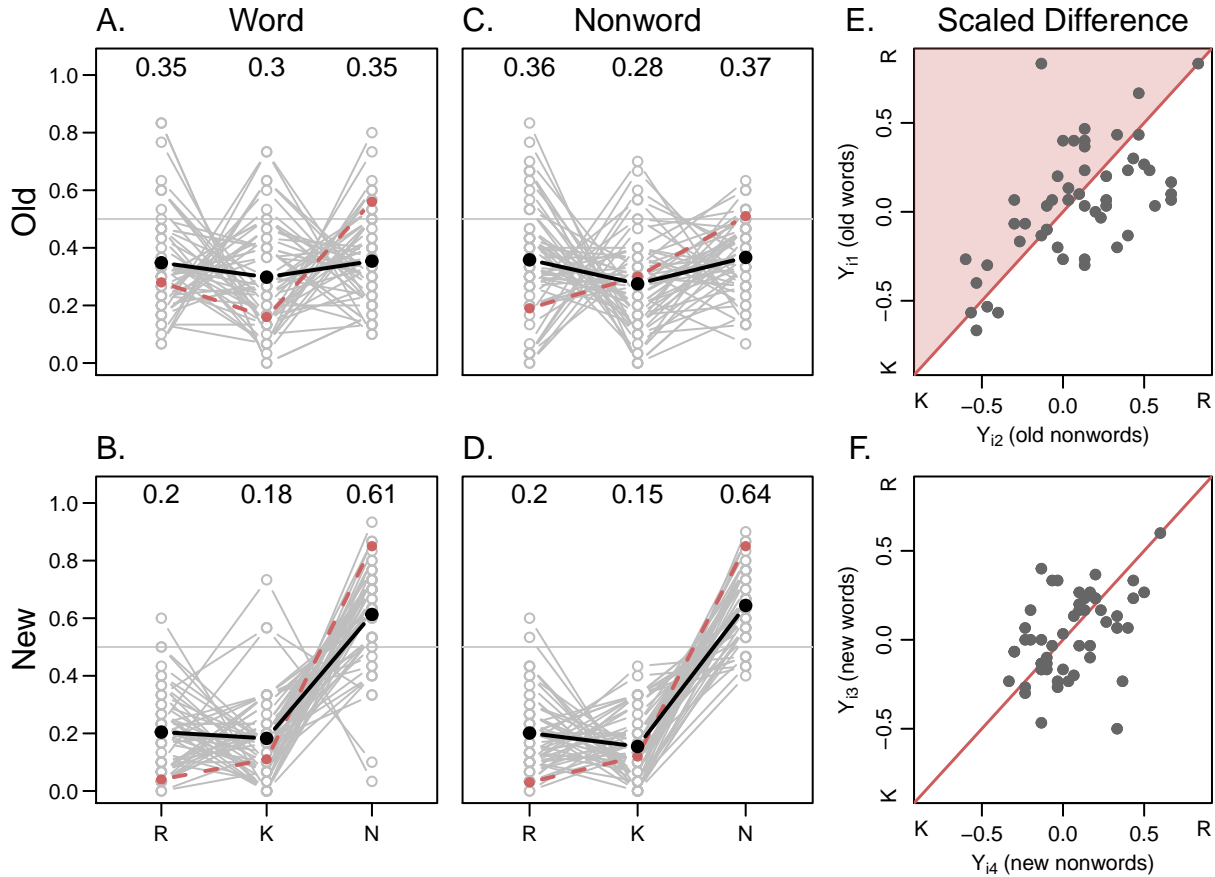 A. Word
C. Nonword
E. Scaled Difference
Old
1.0
0.8
0.6
0.4
0.2
0.0
0.35 0.3 0.35
0.36 0.28 0.37
R
0.5
0.0
−0.5
K
Yi1 (old words)
K −0.5 0.0 0.5 R
Yi2 (old nonwords)
B.
D.
F.
New
1.0
0.8
0.6
0.4
0.2
0.0
0.2 0.18 0.61
R K N
0.2 0.15 0.64
R K N
R
0.5
0.0
−0.5
K
Yi3 (new words)
K −0.5 0.0 0.5 R
Yi4 (new nonwords)